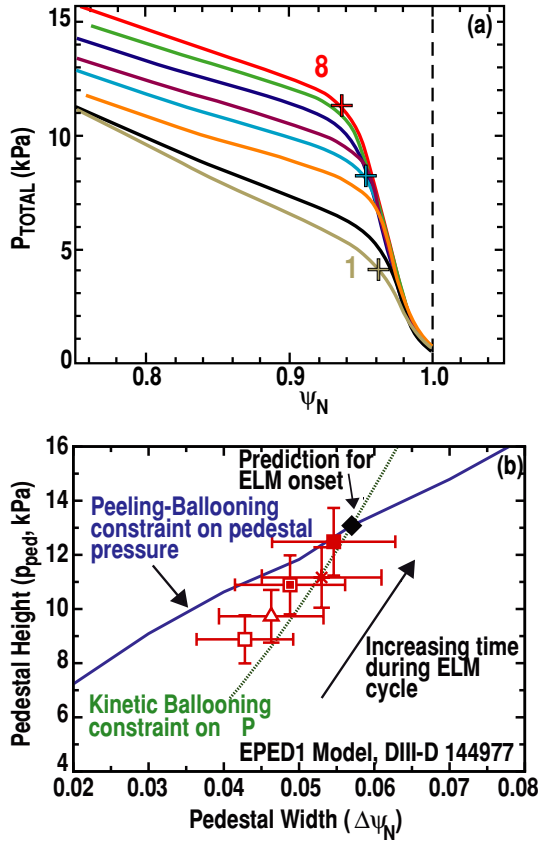 15
10
5
0
P_TOTAL (kPa)
(a)
8
1
0.8
0.9
1.0
ψ_N
16
14
12
10
8
6
4
Pedestal Height (p_ped, kPa)
(b)
Prediction for
ELM onset
Peeling-Ballooning
constraint on pedestal
pressure
Increasing time
during ELM
cycle
Kinetic Ballooning
constraint on P
EPED1 Model, DIII-D 144977
0.02
0.03
0.04
0.05
0.06
0.07
0.08
Pedestal Width (Δψ_N)